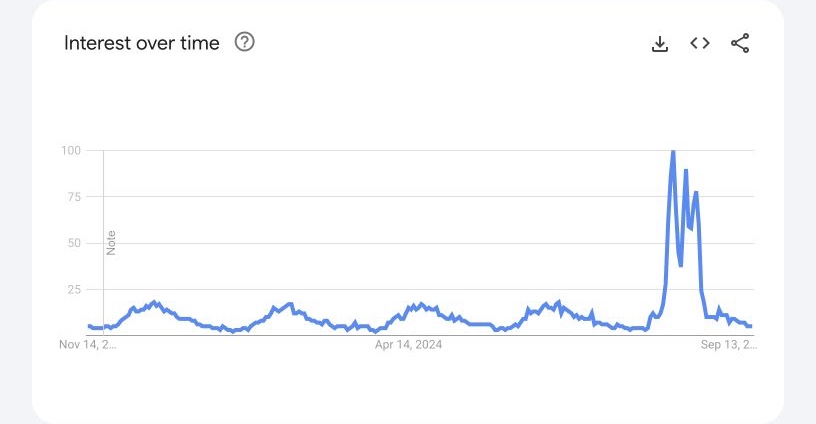 Interest over time
100
75
50
25
Note
Nov 14, 2...
Apr 14, 2024
Sep 13, 2...